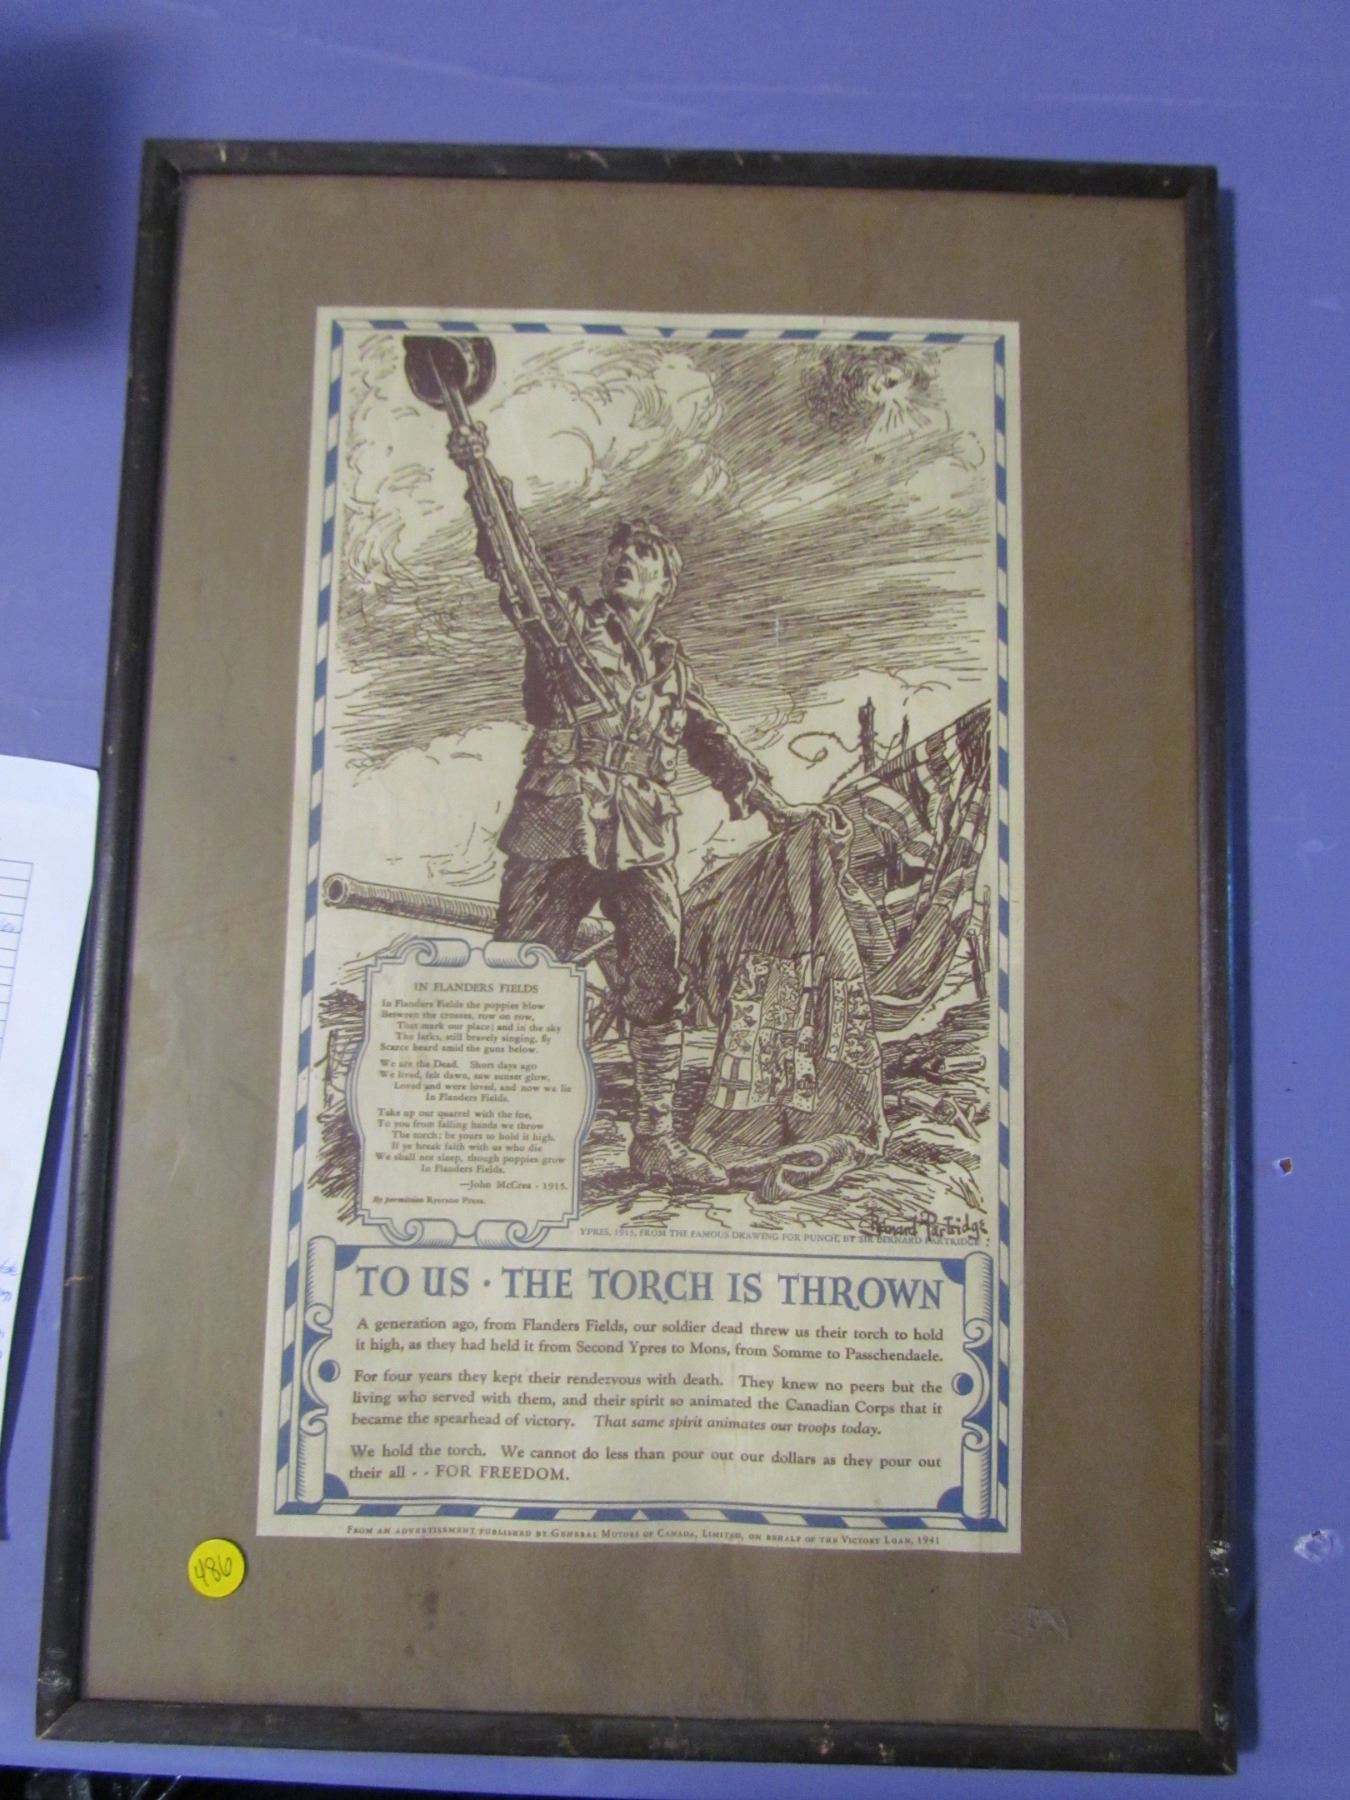 IN FLANDERS FIELDS
In Flanders Fields the poppies blow
Between the crosses, row on row,
That mark our place; and in the sky
The larks, still bravely singing, fly
Scarce heard amid the guns below.
We are the Dead. Short days ago
We lived, felt dawn, saw sunset glow,
Loved and were loved, and now we lie
In Flanders Fields.
Take up our quarrel with the foe,
To you from falling hands we throw
The torch; be yours to hold it high.
If ye break faith with us who die
We shall not sleep, though poppies grow
In Flanders Fields.
—John McCrea - 1915.
By permission Ryerson Press.
Bernard Partridge
YPRES, 1915, FROM THE FAMOUS DRAWING FOR PUNCH, BY SIR BERNARD PARTRIDGE
TO US · THE TORCH IS THROWN
A generation ago, from Flanders Fields, our soldier dead threw us their torch to hold
it high, as they had held it from Second Ypres to Mons, from Somme to Passchendaele.
For four years they kept their rendezvous with death. They knew no peers but the
living who served with them, and their spirit so animated the Canadian Corps that it
became the spearhead of victory. That same spirit animates our troops today.
We hold the torch. We cannot do less than pour out our dollars as they pour out
their all - - FOR FREEDOM.
FROM AN ADVERTISEMENT PUBLISHED BY GENERAL MOTORS OF CANADA, LIMITED, ON BEHALF OF THE VICTORY LOAN, 1941
486